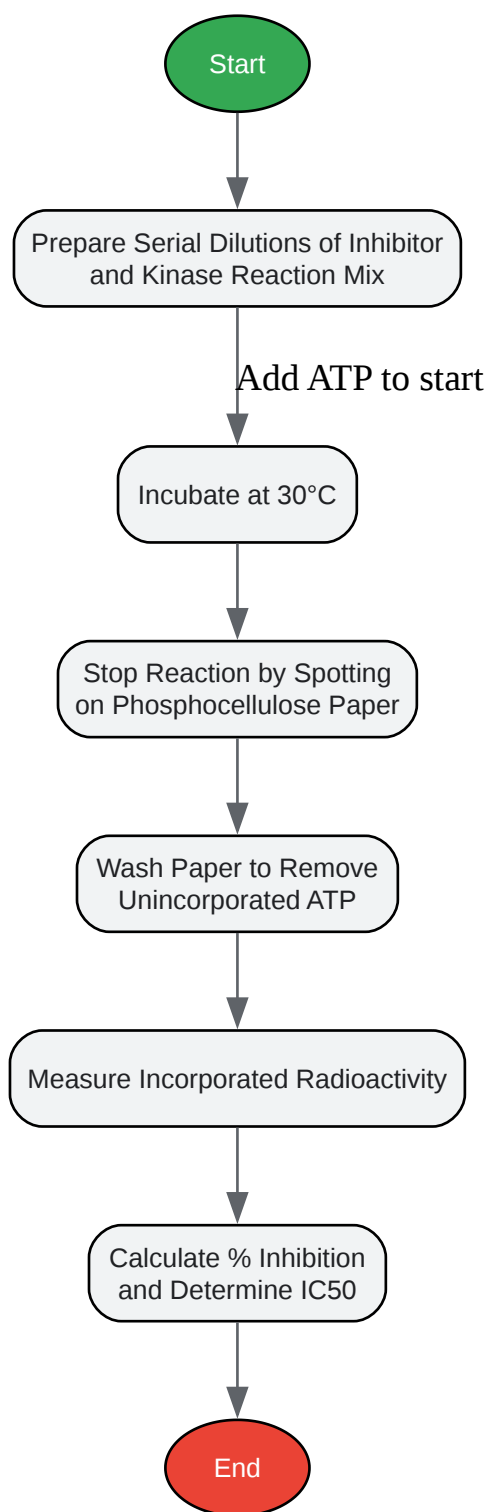 Start
Prepare Serial Dilutions of Inhibitor
and Kinase Reaction Mix
Add ATP to start
Incubate at 30°C
Stop Reaction by Spotting
on Phosphocellulose Paper
Wash Paper to Remove
Unincorporated ATP
Measure Incorporated Radioactivity
Calculate % Inhibition
and Determine IC50
End